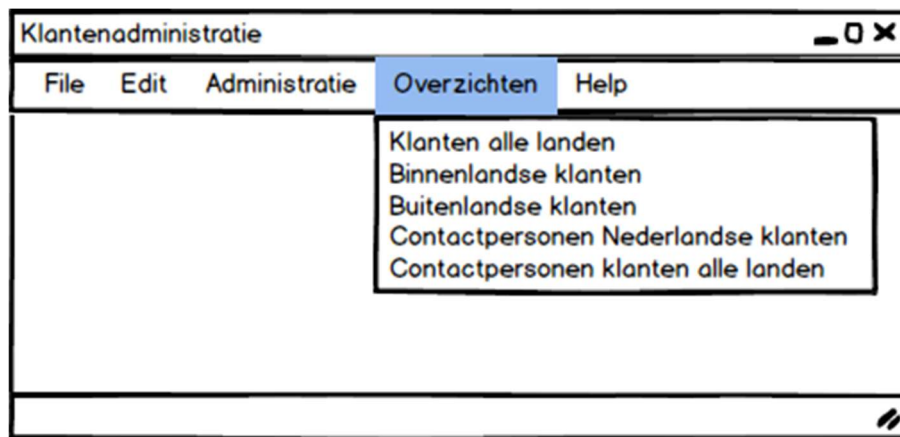 Klantenadministratie
File Edit Administratie Overzichten Help
Klanten alle landen
Binnenlandse klanten
Buitenlandse klanten
Contactpersonen Nederlandse klanten
Contactpersonen klanten alle landen